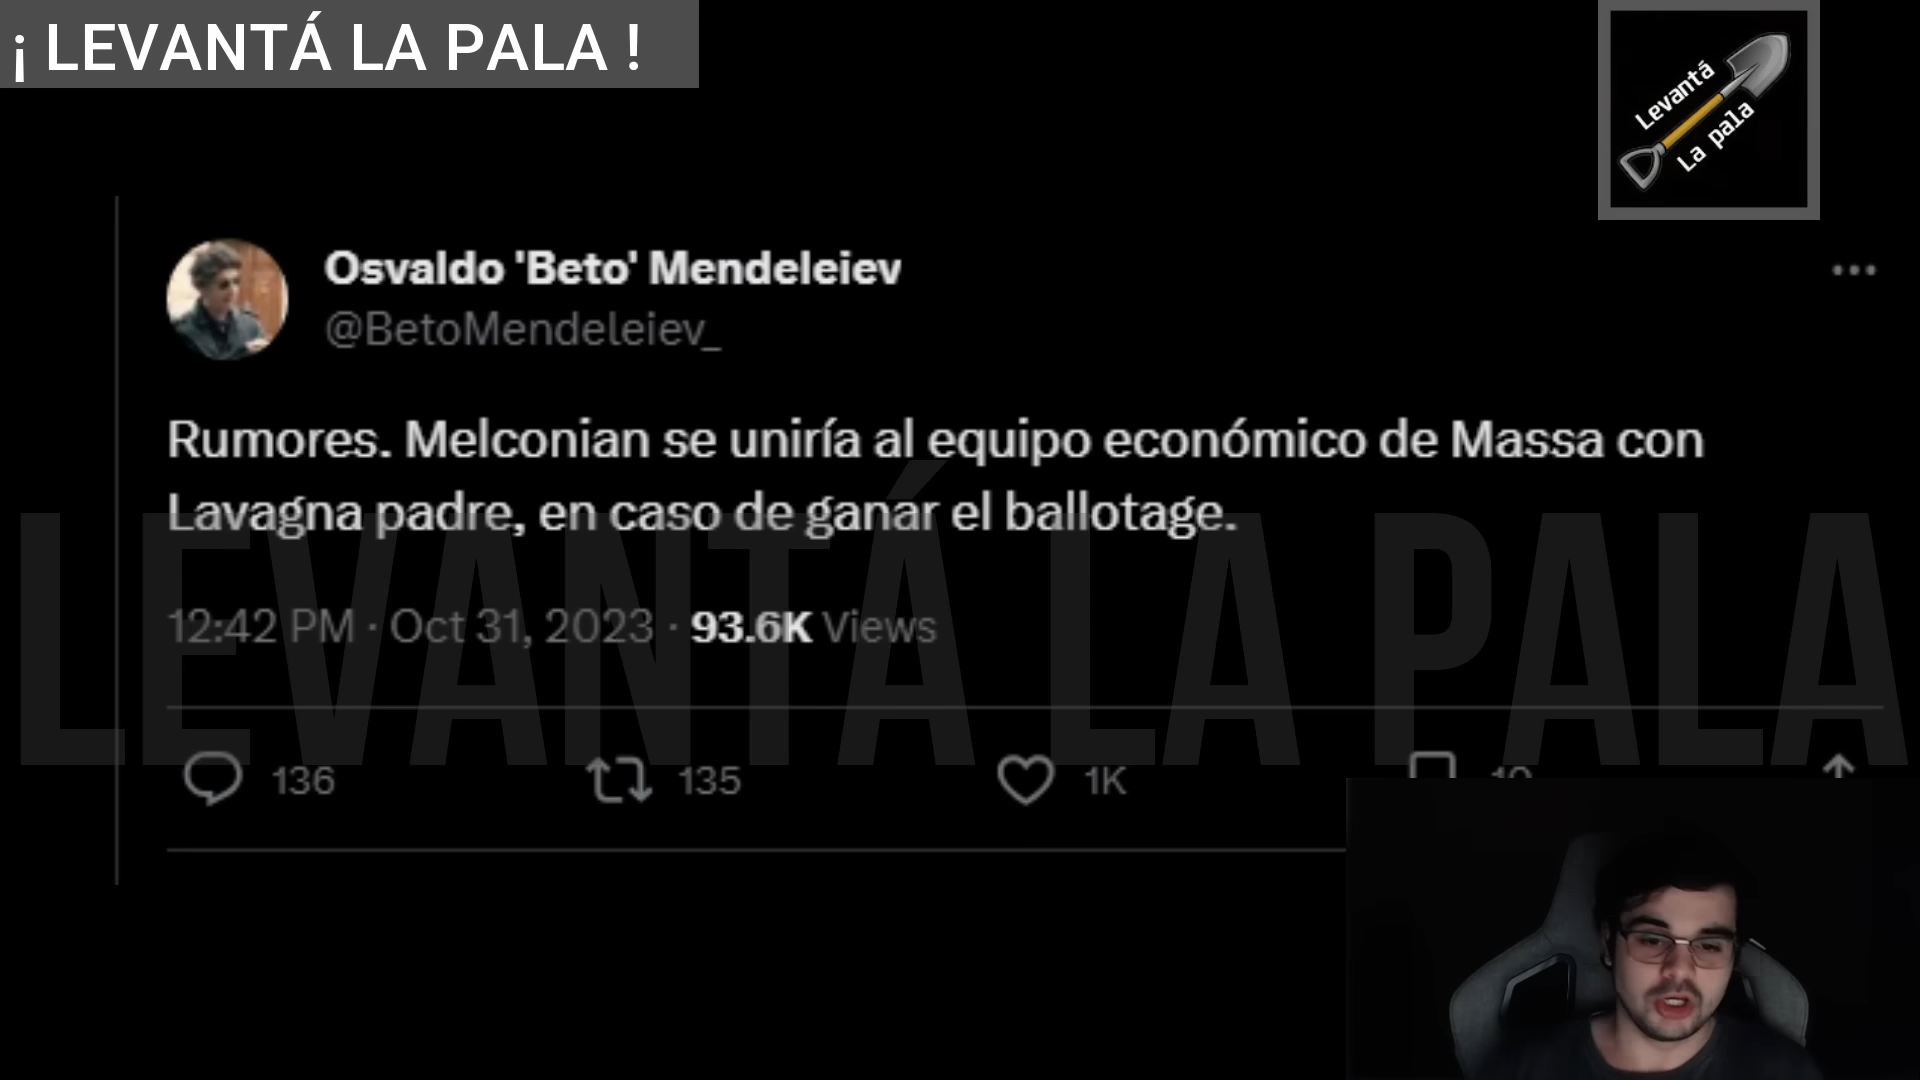 ¡ LEVANTÁ LA PALA !
Levantá
La pala
Osvaldo 'Beto' Mendeleiev
@BetoMendeleiev_
Rumores. Melconian se uniría al equipo económico de Massa con
Lavagna padre, en caso de ganar el ballotage.
LEVANTÁ LA PALA
12:42 PM · Oct 31, 2023 · 93.6K Views
136 135 1K